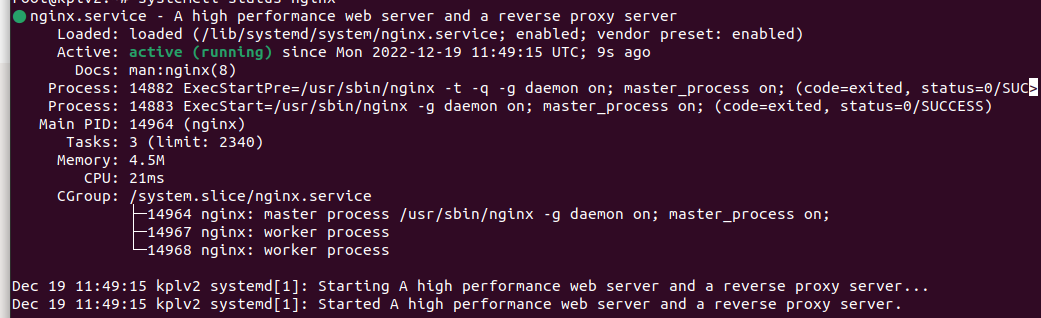 root@kplv2:~# systemctl status nginx
nginx.service - A high performance web server and a reverse proxy server
Loaded: loaded (/lib/systemd/system/nginx.service; enabled; vendor preset: enabled)
Active: active (running) since Mon 2022-12-19 11:49:15 UTC; 9s ago
Docs: man:nginx(8)
Process: 14882 ExecStartPre=/usr/sbin/nginx -t -q -g daemon on; master_process on; (code=exited, status=0/SUC>
Process: 14883 ExecStart=/usr/sbin/nginx -g daemon on; master_process on; (code=exited, status=0/SUCCESS)
Main PID: 14964 (nginx)
Tasks: 3 (limit: 2340)
Memory: 4.5M
CPU: 21ms
CGroup: /system.slice/nginx.service
├─14964 nginx: master process /usr/sbin/nginx -g daemon on; master_process on;
├─14967 nginx: worker process
└─14968 nginx: worker process
Dec 19 11:49:15 kplv2 systemd[1]: Starting A high performance web server and a reverse proxy server...
Dec 19 11:49:15 kplv2 systemd[1]: Started A high performance web server and a reverse proxy server.